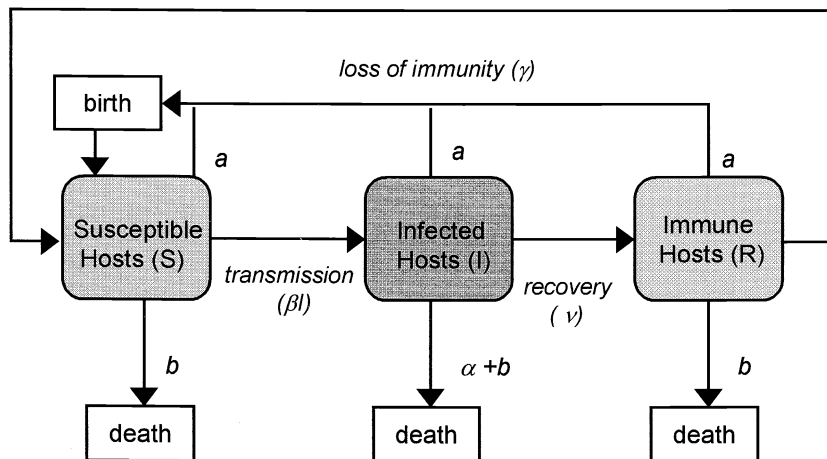 loss of immunity (γ)
birth
a
a
a
Susceptible
Hosts (S)
Infected
Hosts (I)
Immune
Hosts (R)
transmission
(βI)
recovery
( ν)
b
α +b
b
death
death
death